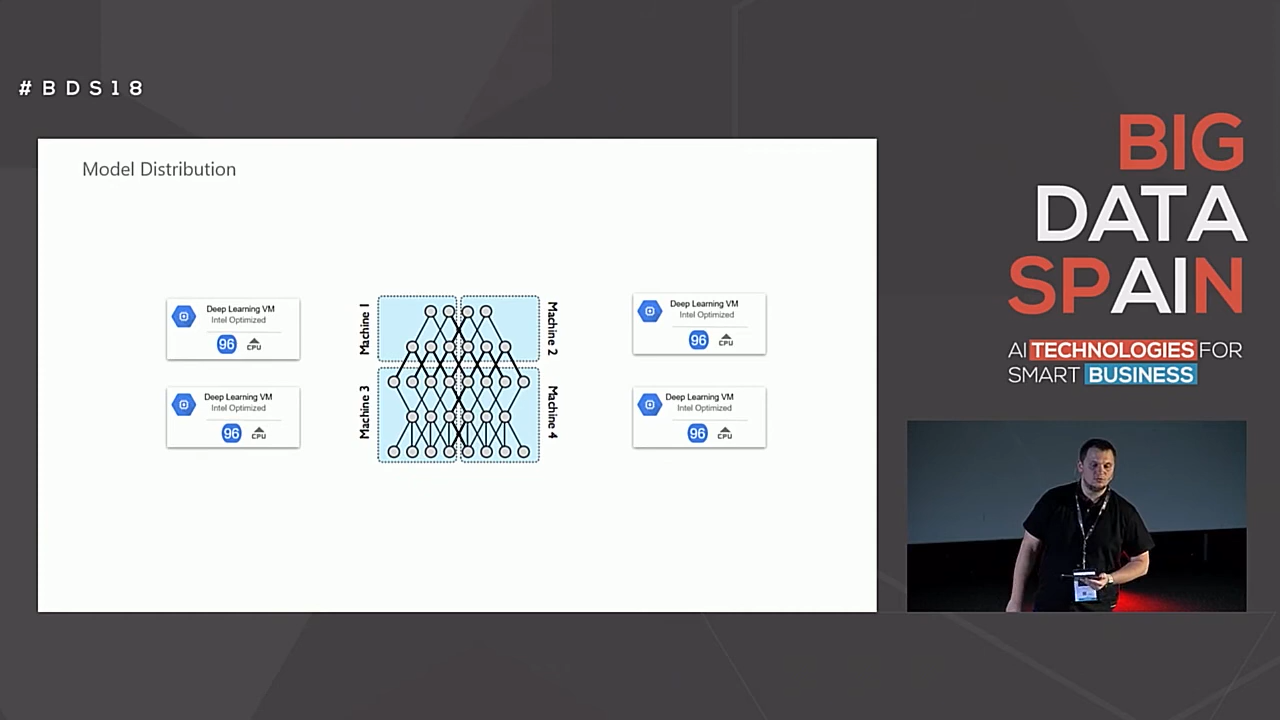 #BDS18
Model Distribution
Deep Learning VM
Intel Optimized
96 CPU
Deep Learning VM
Intel Optimized
96 CPU
Machine 1
Machine 2
Machine 3
Machine 4
Deep Learning VM
Intel Optimized
96 CPU
Deep Learning VM
Intel Optimized
96 CPU
BIG
DATA
SPAIN
AI TECHNOLOGIES FOR
SMART BUSINESS